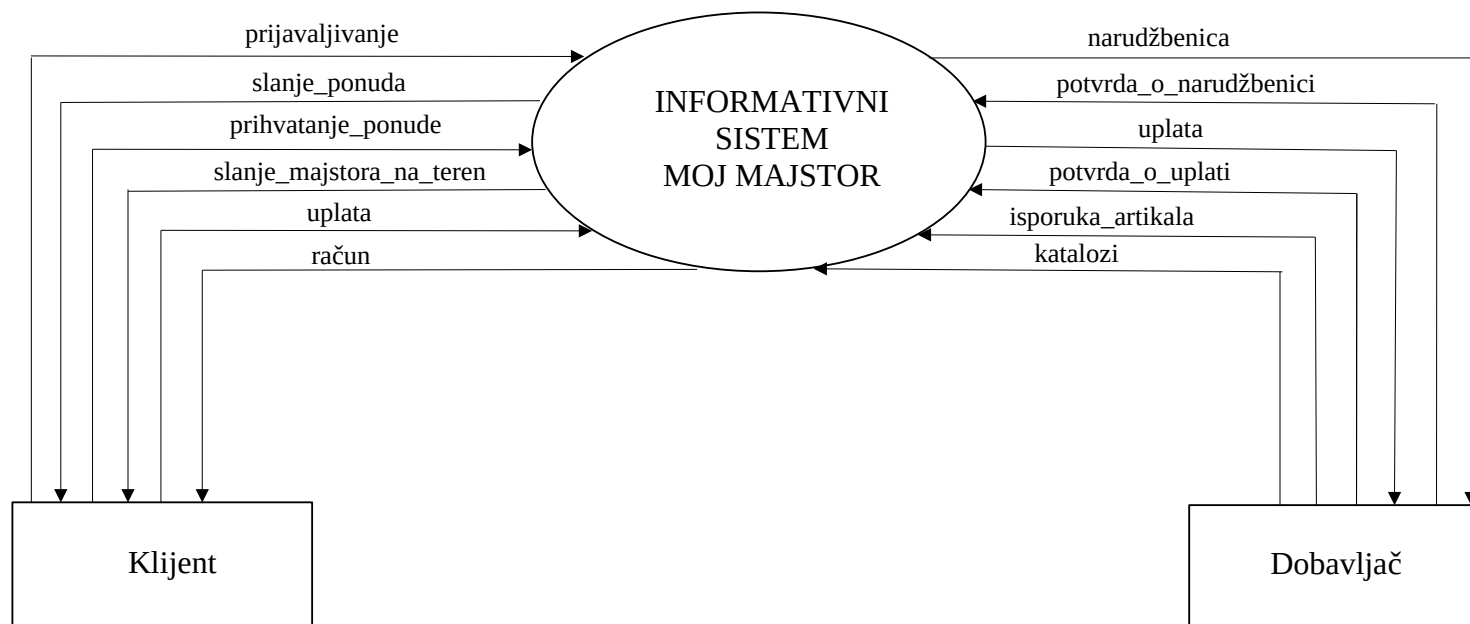 prijavaljivanje
slanje_ponuda
prihvatanje_ponude
slanje_majstora_na_teren
uplata
račun
INFORMATIVNI
SISTEM
MOJ MAJSTOR
narudžbenica
potvrda_o_narudžbenici
uplata
potvrda_o_uplati
isporuka_artikala
katalozi
Klijent
Dobavljač